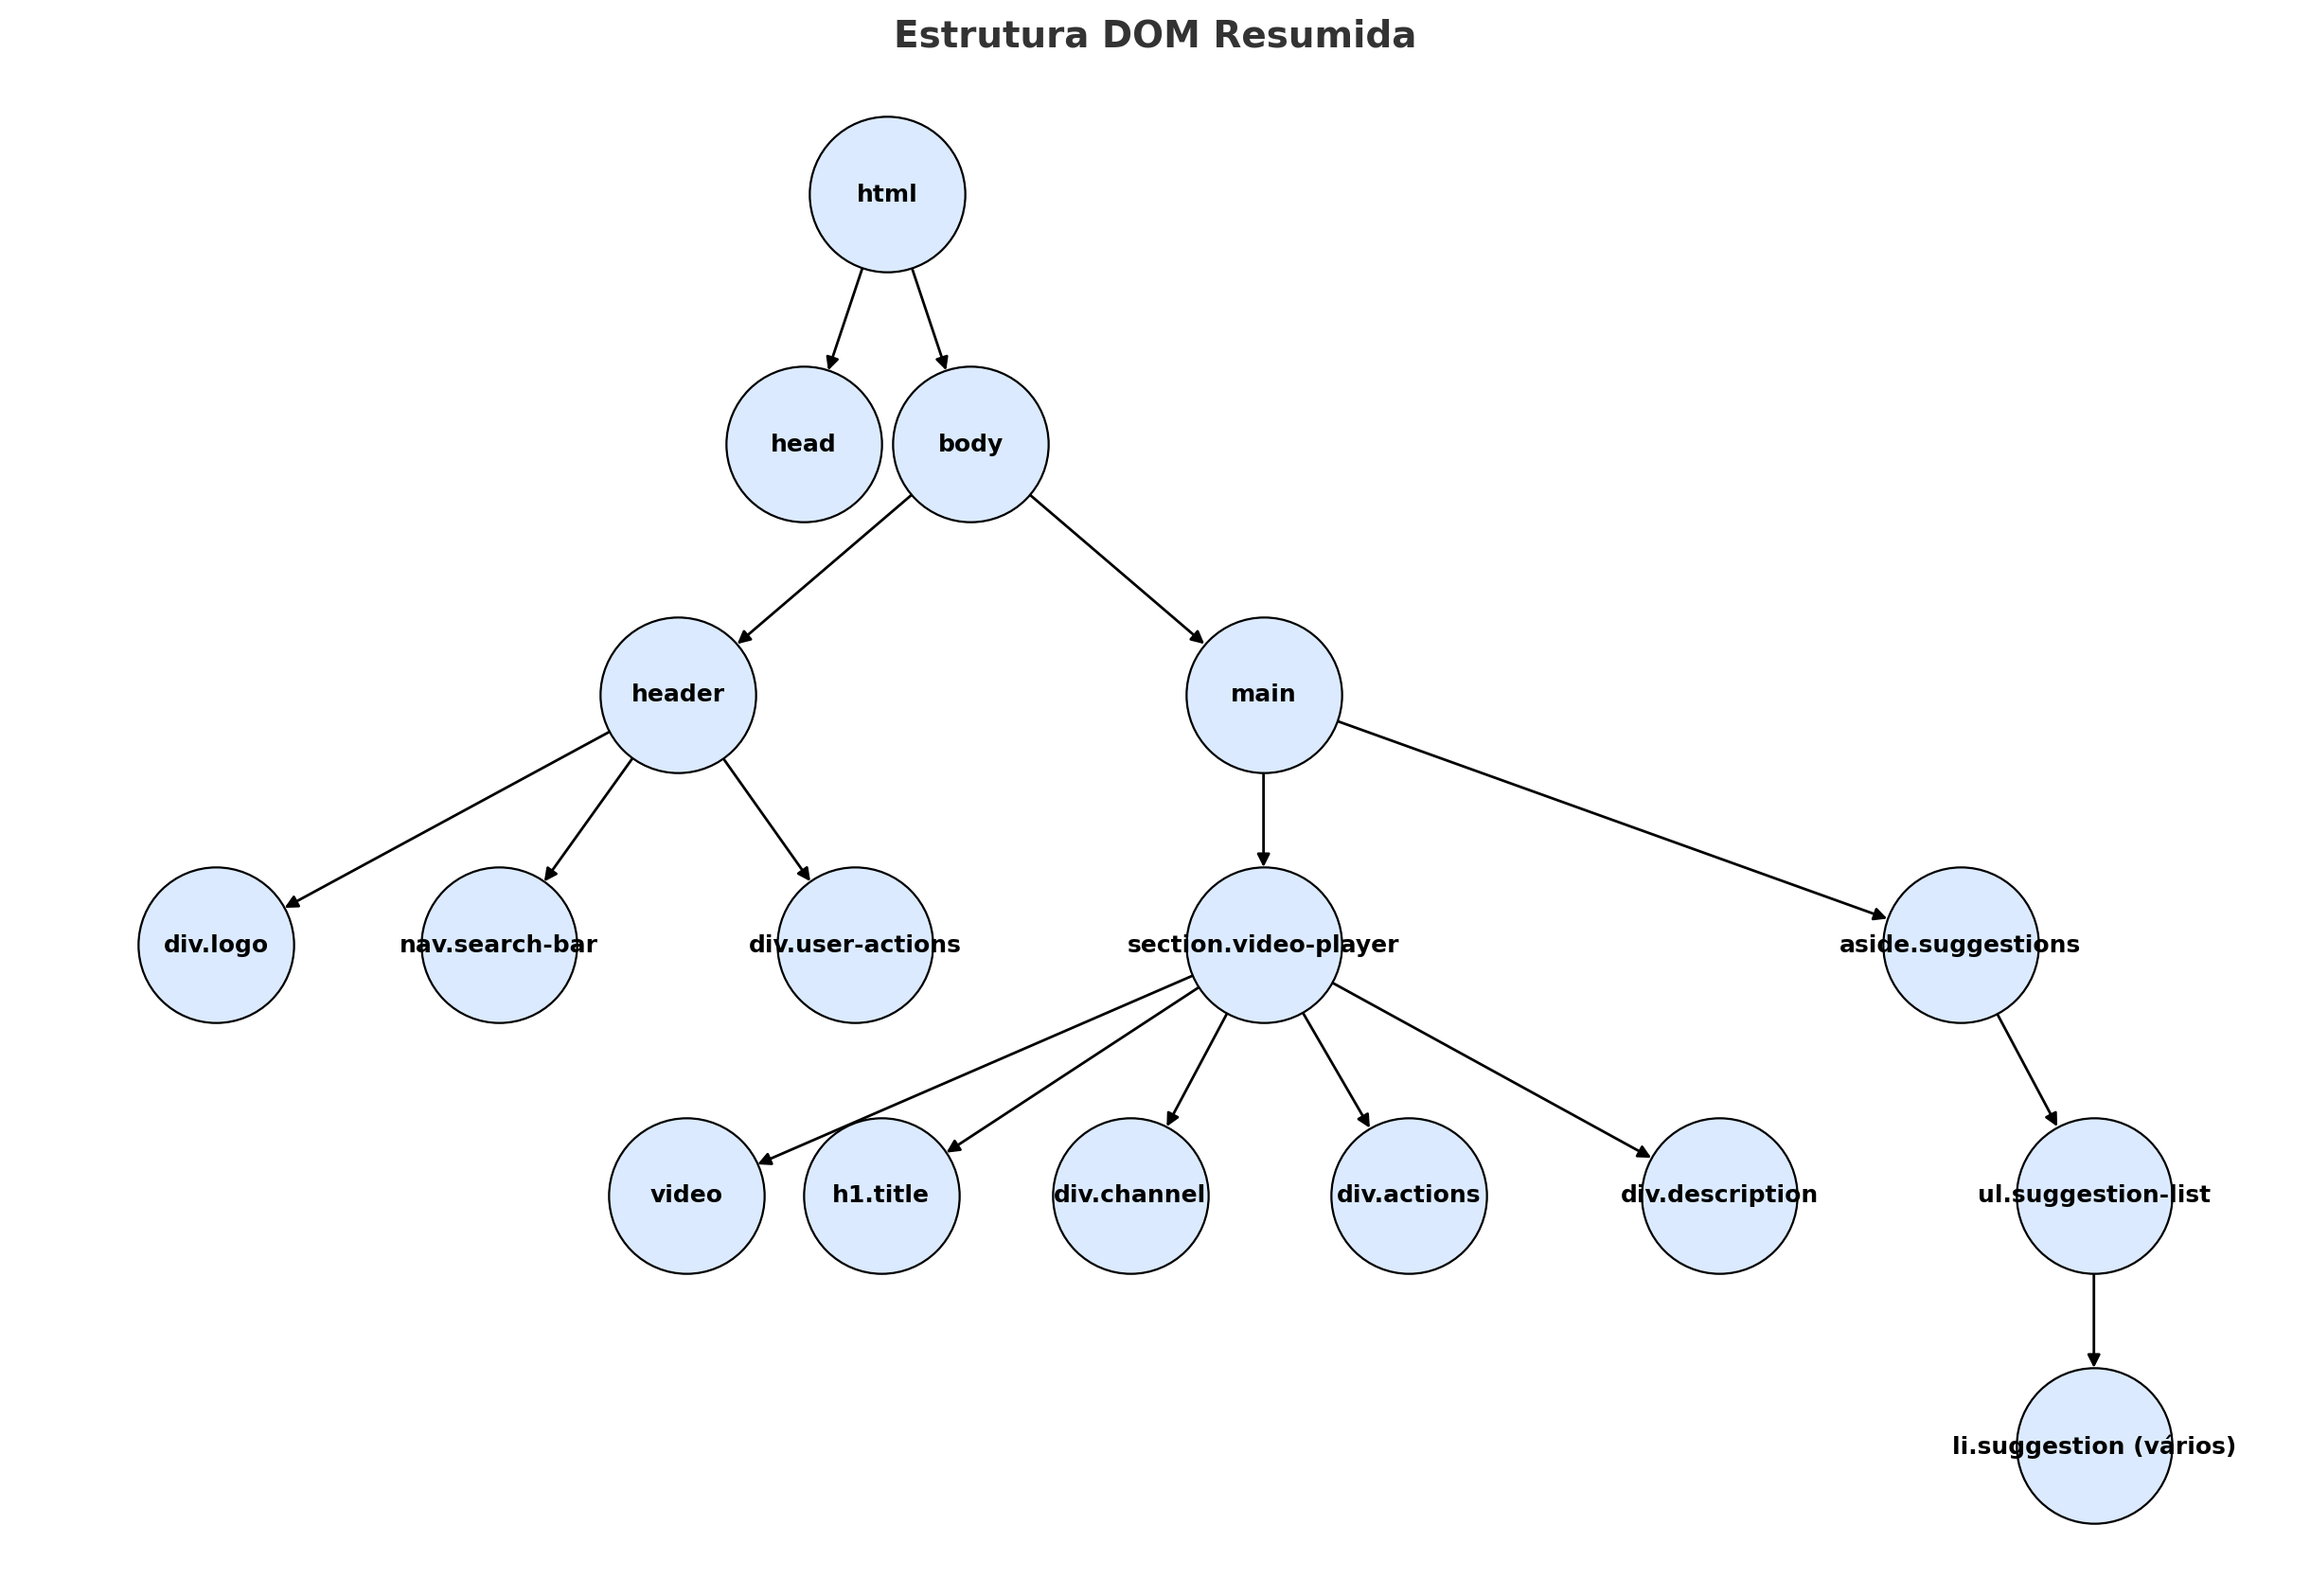 Estrutura DOM Resumida
html
head
body
header
main
div.logo
nav.search-bar
div.user-actions
section.video-player
aside.suggestions
video
h1.title
div.channel
div.actions
div.description
ul.suggestion-list
li.suggestion (vários)